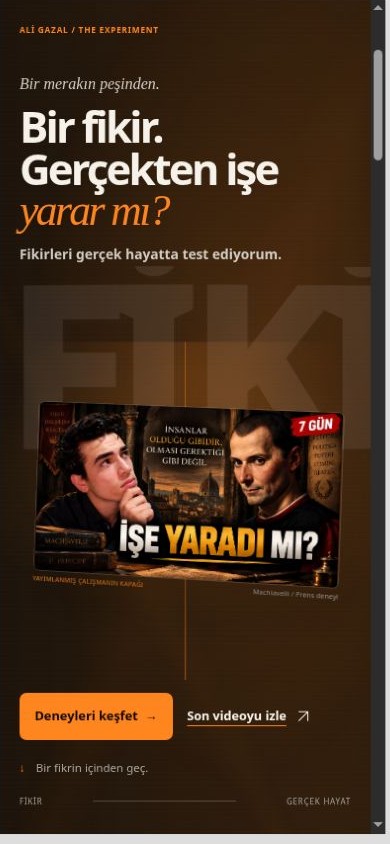 ALİ GAZAL / THE EXPERIMENT
Bir merakın peşinden.
Bir fikir.
Gerçekten işe
yarar mı?
Fikirleri gerçek hayatta test ediyorum.
FİKİ
7 GÜN
İNSANLAR
OLDUĞU GİBİDİR,
OLMASI GEREKTİĞİ
GİBİ DEĞİL.
İŞE YARADI MI?
YAYIMLANMIŞ ÇALIŞMANIN KAPAĞI
Machiavelli / Prens deneyi
Deneyleri keşfet →
Son videoyu izle ↗
↓ Bir fikrin içinden geç.
FİKİR
GERÇEK HAYAT